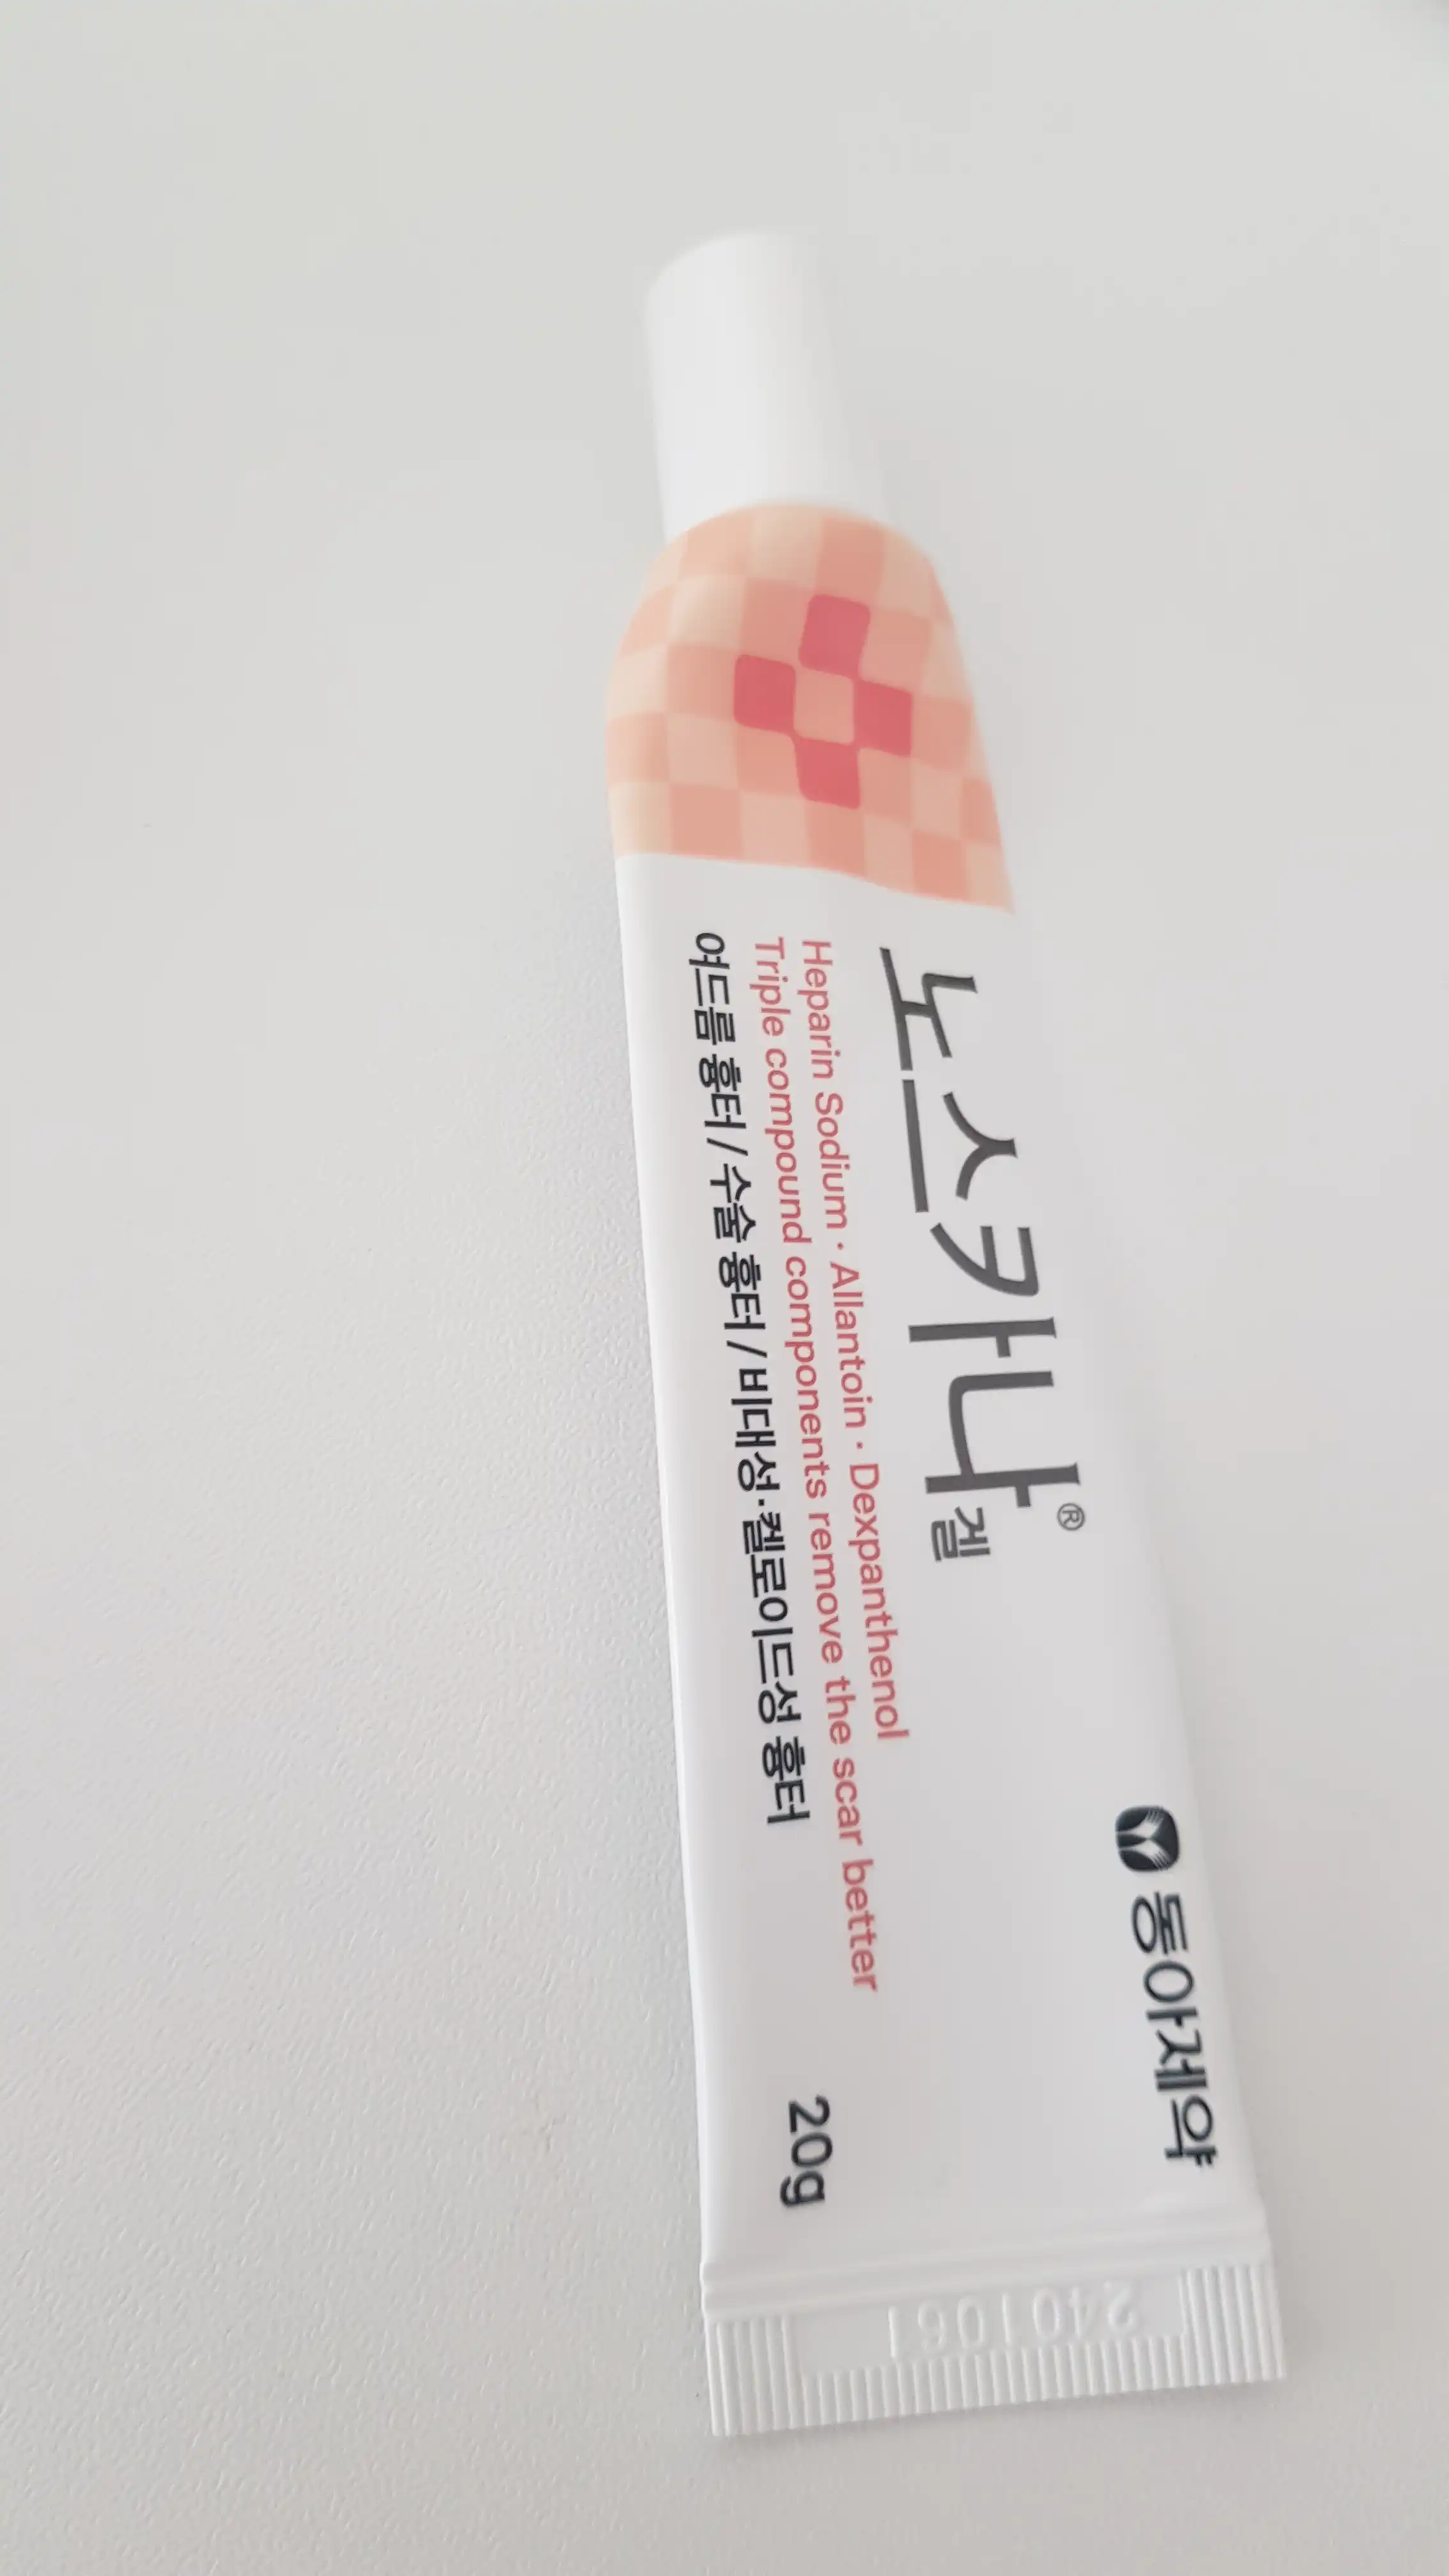 노스카나® 겔
Heparin Sodium · Allantoin · Dexpanthenol
Triple compound components remove the scar better
여드름 흉터 / 수술 흉터 / 비대성·켈로이드성 흉터
동아제약
20g
2401061